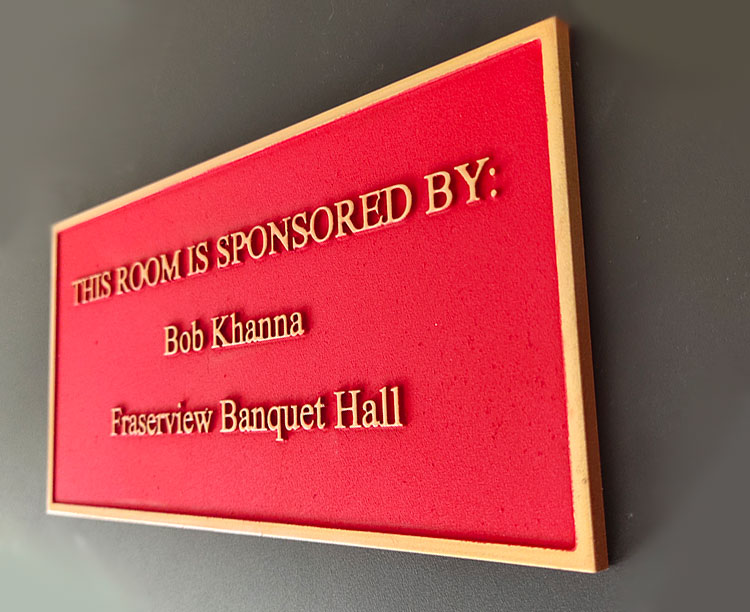 THIS ROOM IS SPONSORED BY:
Bob Khanna
Fraserview Banquet Hall